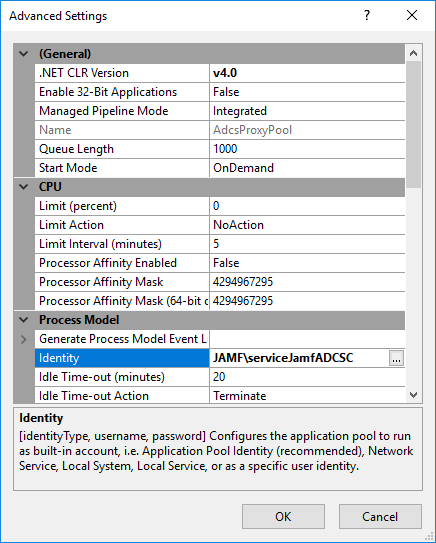 Advanced Settings
(General)
.NET CLR Version v4.0
Enable 32-Bit Applications False
Managed Pipeline Mode Integrated
Name AdcsProxyPool
Queue Length 1000
Start Mode OnDemand
CPU
Limit (percent) 0
Limit Action NoAction
Limit Interval (minutes) 5
Processor Affinity Enabled False
Processor Affinity Mask 4294967295
Processor Affinity Mask (64-bit o 4294967295
Process Model
Generate Process Model Event L
Identity JAMF\serviceJamfADCSC ...
Idle Time-out (minutes) 20
Idle Time-out Action Terminate
Identity
[identityType, username, password] Configures the application pool to run
as built-in account, i.e. Application Pool Identity (recommended), Network
Service, Local System, Local Service, or as a specific user identity.
OK Cancel